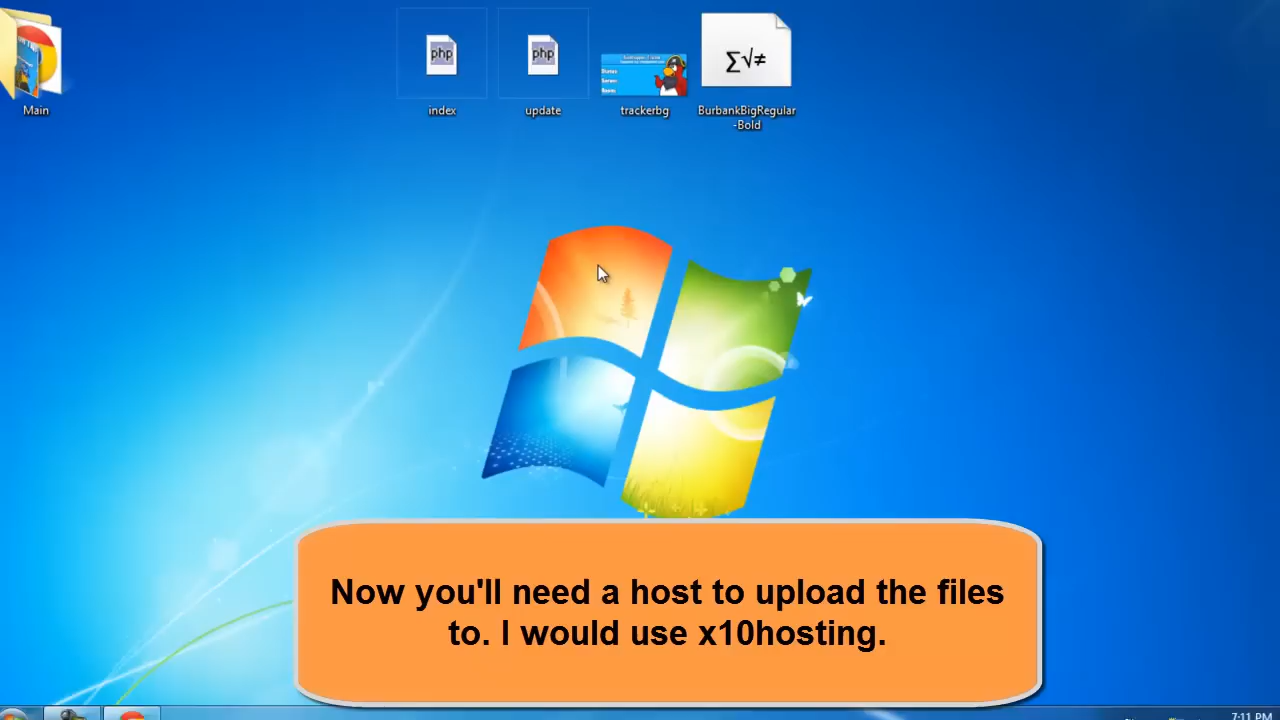 Main
index
update
trackerbg
BurbankBigRegular
-Bold
php
php
∑√≠
Now you'll need a host to upload the files
to. I would use x10hosting.
7:11 PM